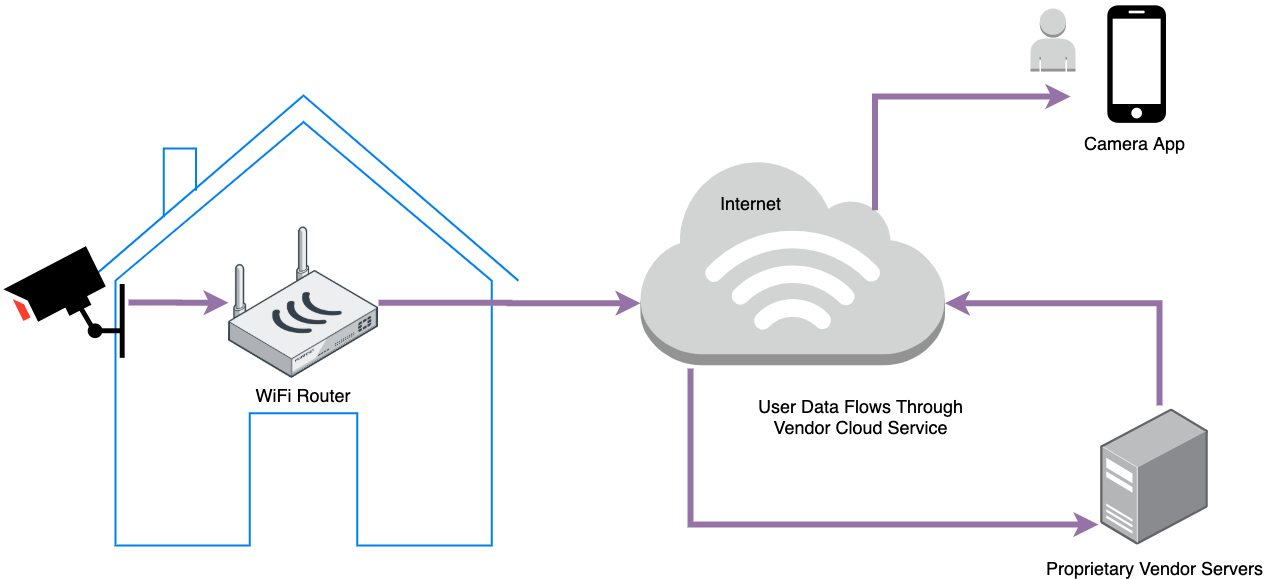 Internet
Camera App
WiFi Router
User Data Flows Through
Vendor Cloud Service
Proprietary Vendor Servers